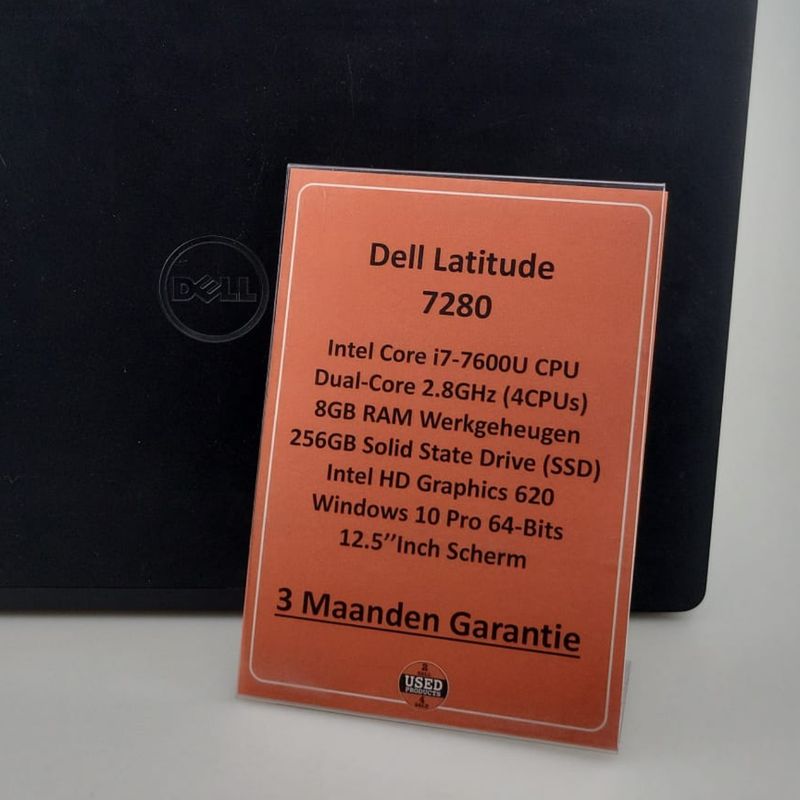 DELL
Dell Latitude
7280
Intel Core i7-7600U CPU
Dual-Core 2.8GHz (4CPUs)
8GB RAM Werkgeheugen
256GB Solid State Drive (SSD)
Intel HD Graphics 620
Windows 10 Pro 64-Bits
12.5’’Inch Scherm
3 Maanden Garantie
USED
PRODUCTS
4